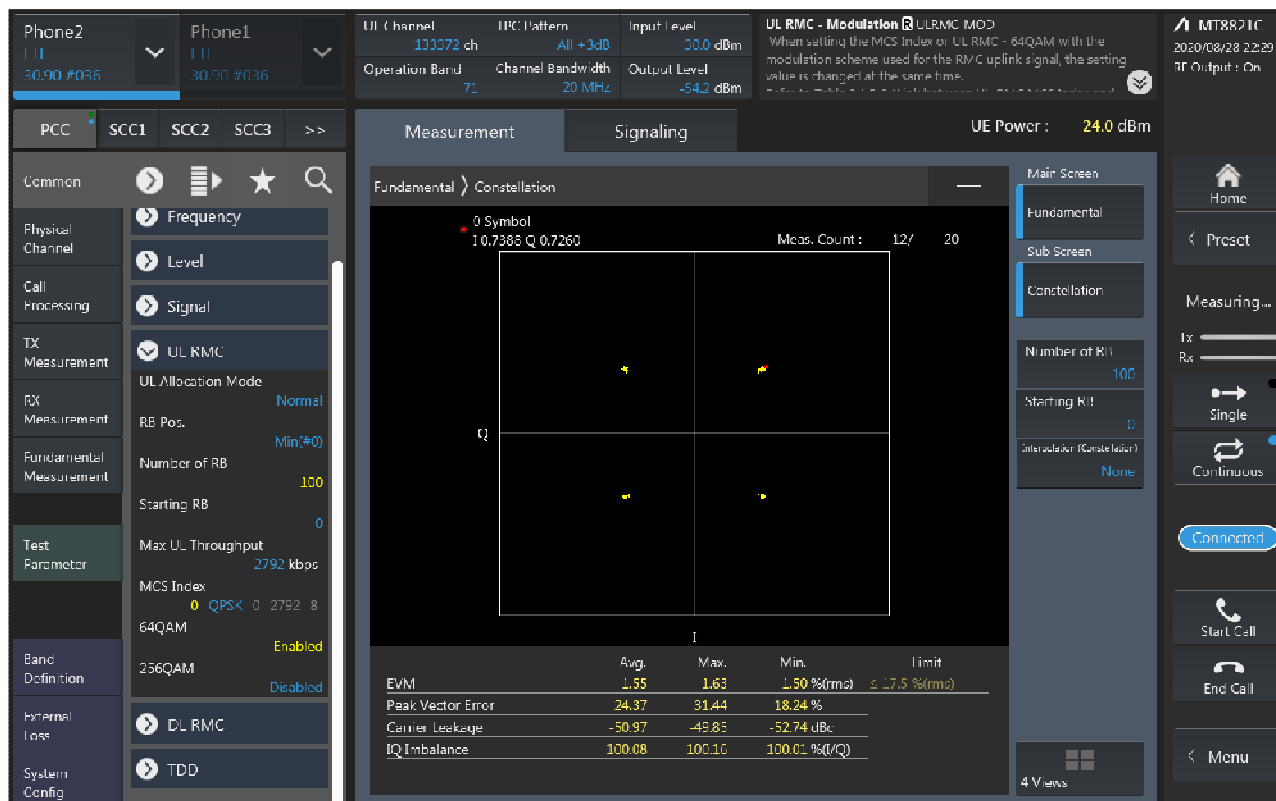 Phone2
LTE
30.90 #036
Phone1
LTE
30.90 #036
UL Channel
133372 ch
Operation Band
71
TPC Pattern
All +3dB
Channel Bandwidth
20 MHz
Input Level
30.0 dBm
Output Level
-54.2 dBm
UL RMC - Modulation R ULRMC_MOD
When setting the MCS Index or UL RMC - 64QAM with the
modulation scheme used for the RMC uplink signal, the setting
value is changed at the same time.
MT8821C
2020/08/28 22:29
RF Output : On
PCC
SCC1
SCC2
SCC3
>>
Measurement
Signaling
UE Power : 24.0 dBm
Common
Physical
Channel
Call
Processing
TX
Measurement
RX
Measurement
Fundamental
Measurement
Test
Parameter
Band
Definition
External
Loss
System
Config
Frequency
Level
Signal
UL RMC
UL Allocation Mode
Normal
RB Pos.
Min(#0)
Number of RB
100
Starting RB
0
Max UL Throughput
2792 kbps
MCS Index
0 QPSK 0 2792 8
64QAM
Enabled
256QAM
Disabled
DL RMC
TDD
Fundamental Constellation
0 Symbol
I 0.7388 Q 0.7260
Meas. Count : 12/ 20
Q
I
Avg. Max. Min. Limit
EVM 1.55 1.63 1.50 %(rms) ≤ 17.5 %(rms)
Peak Vector Error 24.37 31.44 18.24 %
Carrier Leakage -50.97 -49.85 -52.74 dBc
IQ Imbalance 100.08 100.16 100.01 %(I/Q)
Main Screen
Fundamental
Sub Screen
Constellation
Number of RB
100
Starting RB
0
Interpolation (Constellation)
None
4 Views
Home
Preset
Measuring...
Tx
Rx
Single
Continuous
Connected
Start Call
End Call
Menu